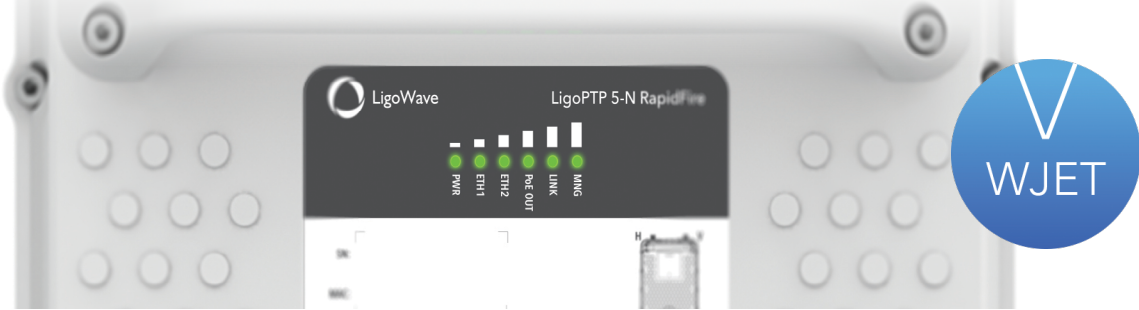 LigoWave
LigoPTP 5-N RapidFire
PWR
ETH1
ETH2
PoE OUT
LINK
MNG
WJET
SN:
H V
MAC: